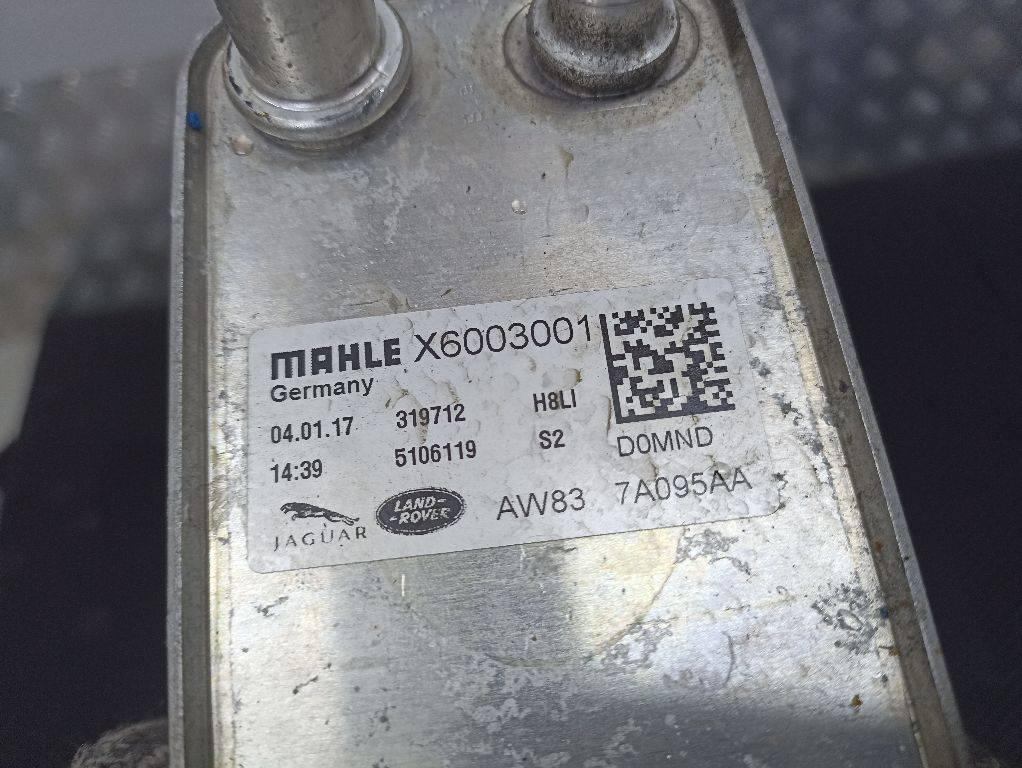 MAHLE X6003001
Germany
04.01.17 319712 H8LI
14:39 5106119 S2 D0MND
JAGUAR LAND-ROVER AW83 7A095AA